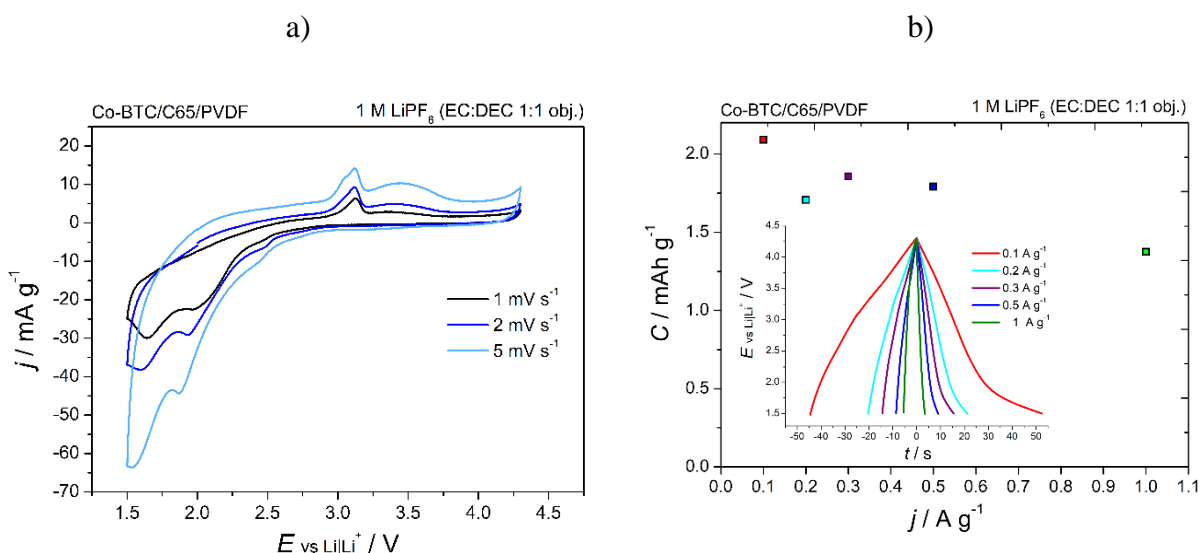 a)
Co-BTC/C65/PVDF 1 M LiPF6 (EC:DEC 1:1 obj.)
20
10
0
-10
-20
-30
-40
-50
-60
-70
j / mA g-1
1 mV s-1
2 mV s-1
5 mV s-1
1.5 2.0 2.5 3.0 3.5 4.0 4.5
E vs Li|Li+ / V
b)
Co-BTC/C65/PVDF 1 M LiPF6 (EC:DEC 1:1 obj.)
2.0
1.5
1.0
0.5
0.0
C / mAh g-1
4.5
4.0
3.5
3.0
2.5
2.0
1.5
E vs Li|Li+ / V
0.1 A g-1
0.2 A g-1
0.3 A g-1
0.5 A g-1
1 A g-1
-50 -40 -30 -20 -10 0 10 20 30 40 50
t / s
0.0 0.1 0.2 0.3 0.4 0.5 0.6 0.7 0.8 0.9 1.0 1.1
j / A g-1